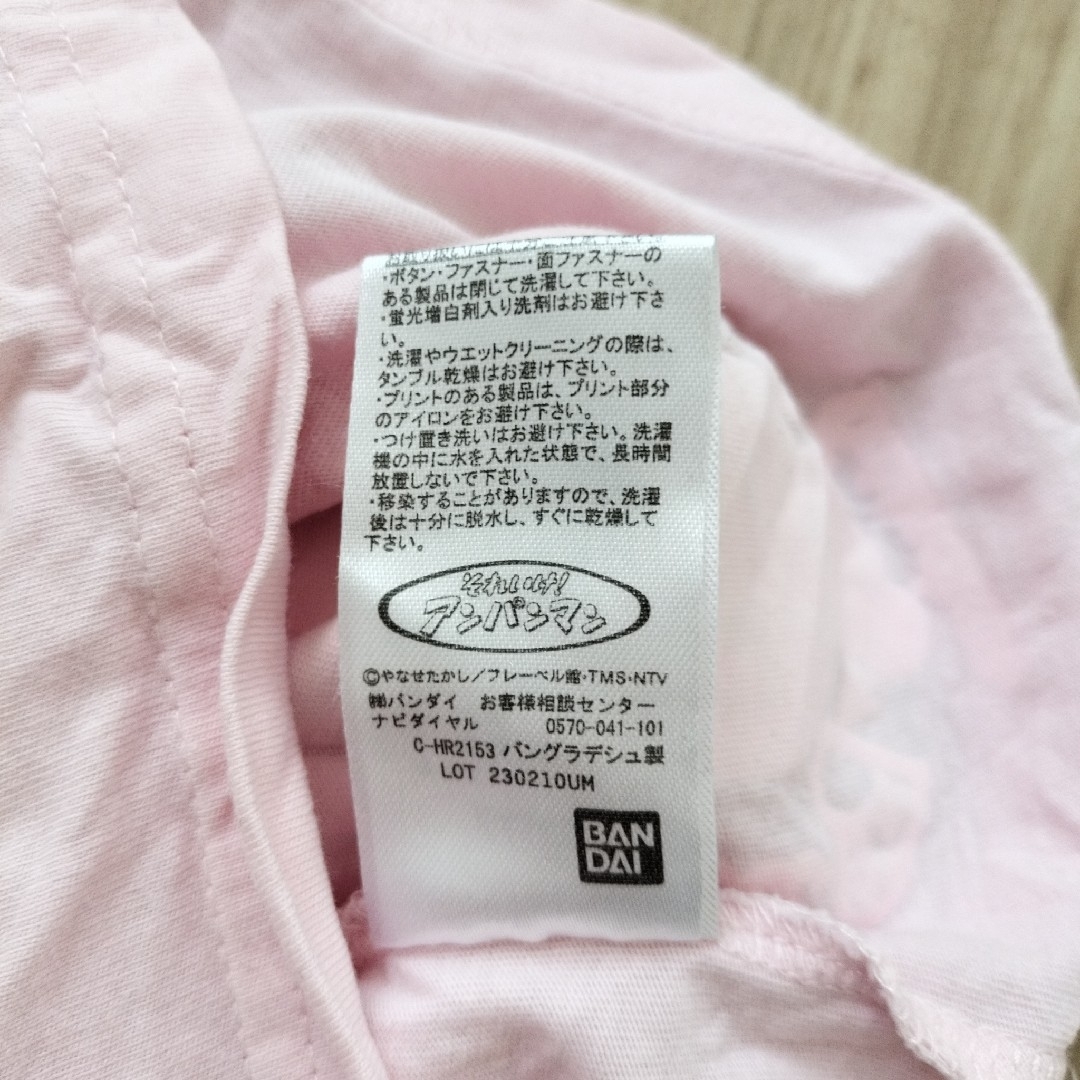 ・ボタン・ファスナー・面ファスナーの
ある製品は閉じて洗濯して下さい。
・蛍光増白剤入り洗剤はお避け下さ
い。
・洗濯やウエットクリーニングの際は、
タンブル乾燥はお避け下さい。
・プリントのある製品は、プリント部分
のアイロンをお避け下さい。
・つけ置き洗いはお避け下さい。洗濯
機の中に水を入れた状態で、長時間
放置しないで下さい。
・移染することがありますので、洗濯
後は十分に脱水し、すぐに乾燥して
下さい。
それいけ!
アンパンマン
©やなせたかし/フレーベル館・TMS・NTV
㈱バンダイ お客様相談センター
ナビダイヤル 0570-041-101
C-HR2153 バングラデシュ製
LOT 230210UM
BAN
DAI